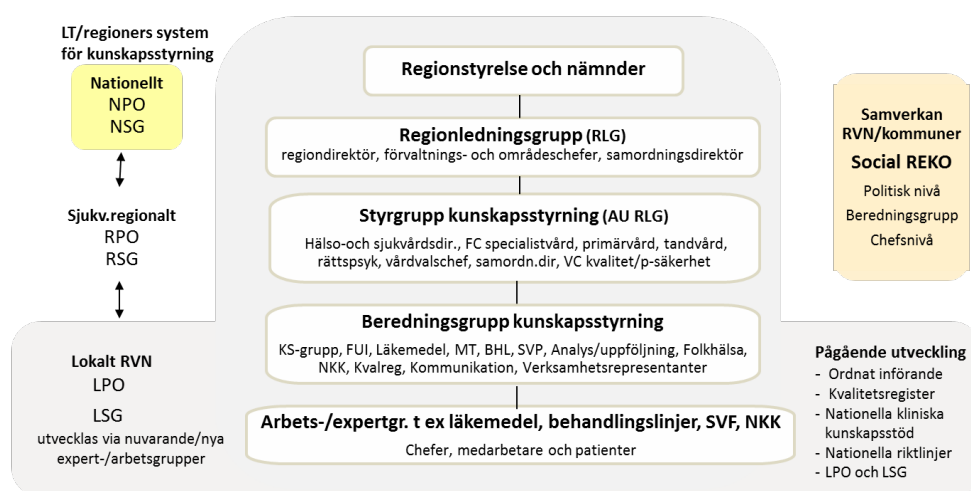 LT/regioners system
för kunskapsstyrning
Nationellt
NPO
NSG
Sjukv.regionalt
RPO
RSG
Lokalt RVN
LPO
LSG
utvecklas via nuvarande/nya
expert-/arbetsgrupper
Regionstyrelse och nämnder
Regionledningsgrupp (RLG)
regiondirektör, förvaltnings- och områdeschefer, samordningsdirektör
Styrgrupp kunskapsstyrning (AU RLG)
Hälso-och sjukvårdsdir., FC specialistvård, primärvård, tandvård,
rättspsyk, vårdvalschef, samordn.dir, VC kvalitet/p-säkerhet
Beredningsgrupp kunskapsstyrning
KS-grupp, FUI, Läkemedel, MT, BHL, SVP, Analys/uppföljning, Folkhälsa,
NKK, Kvalreg, Kommunikation, Verksamhetsrepresentanter
Arbets-/expertgr. t ex läkemedel, behandlingslinjer, SVF, NKK
Chefer, medarbetare och patienter
Samverkan
RVN/kommuner
Social REKO
Politisk nivå
Beredningsgrupp
Chefsnivå
Pågående utveckling
- Ordnat införande
- Kvalitetsregister
- Nationella kliniska
kunskapsstöd
- Nationella riktlinjer
- LPO och LSG